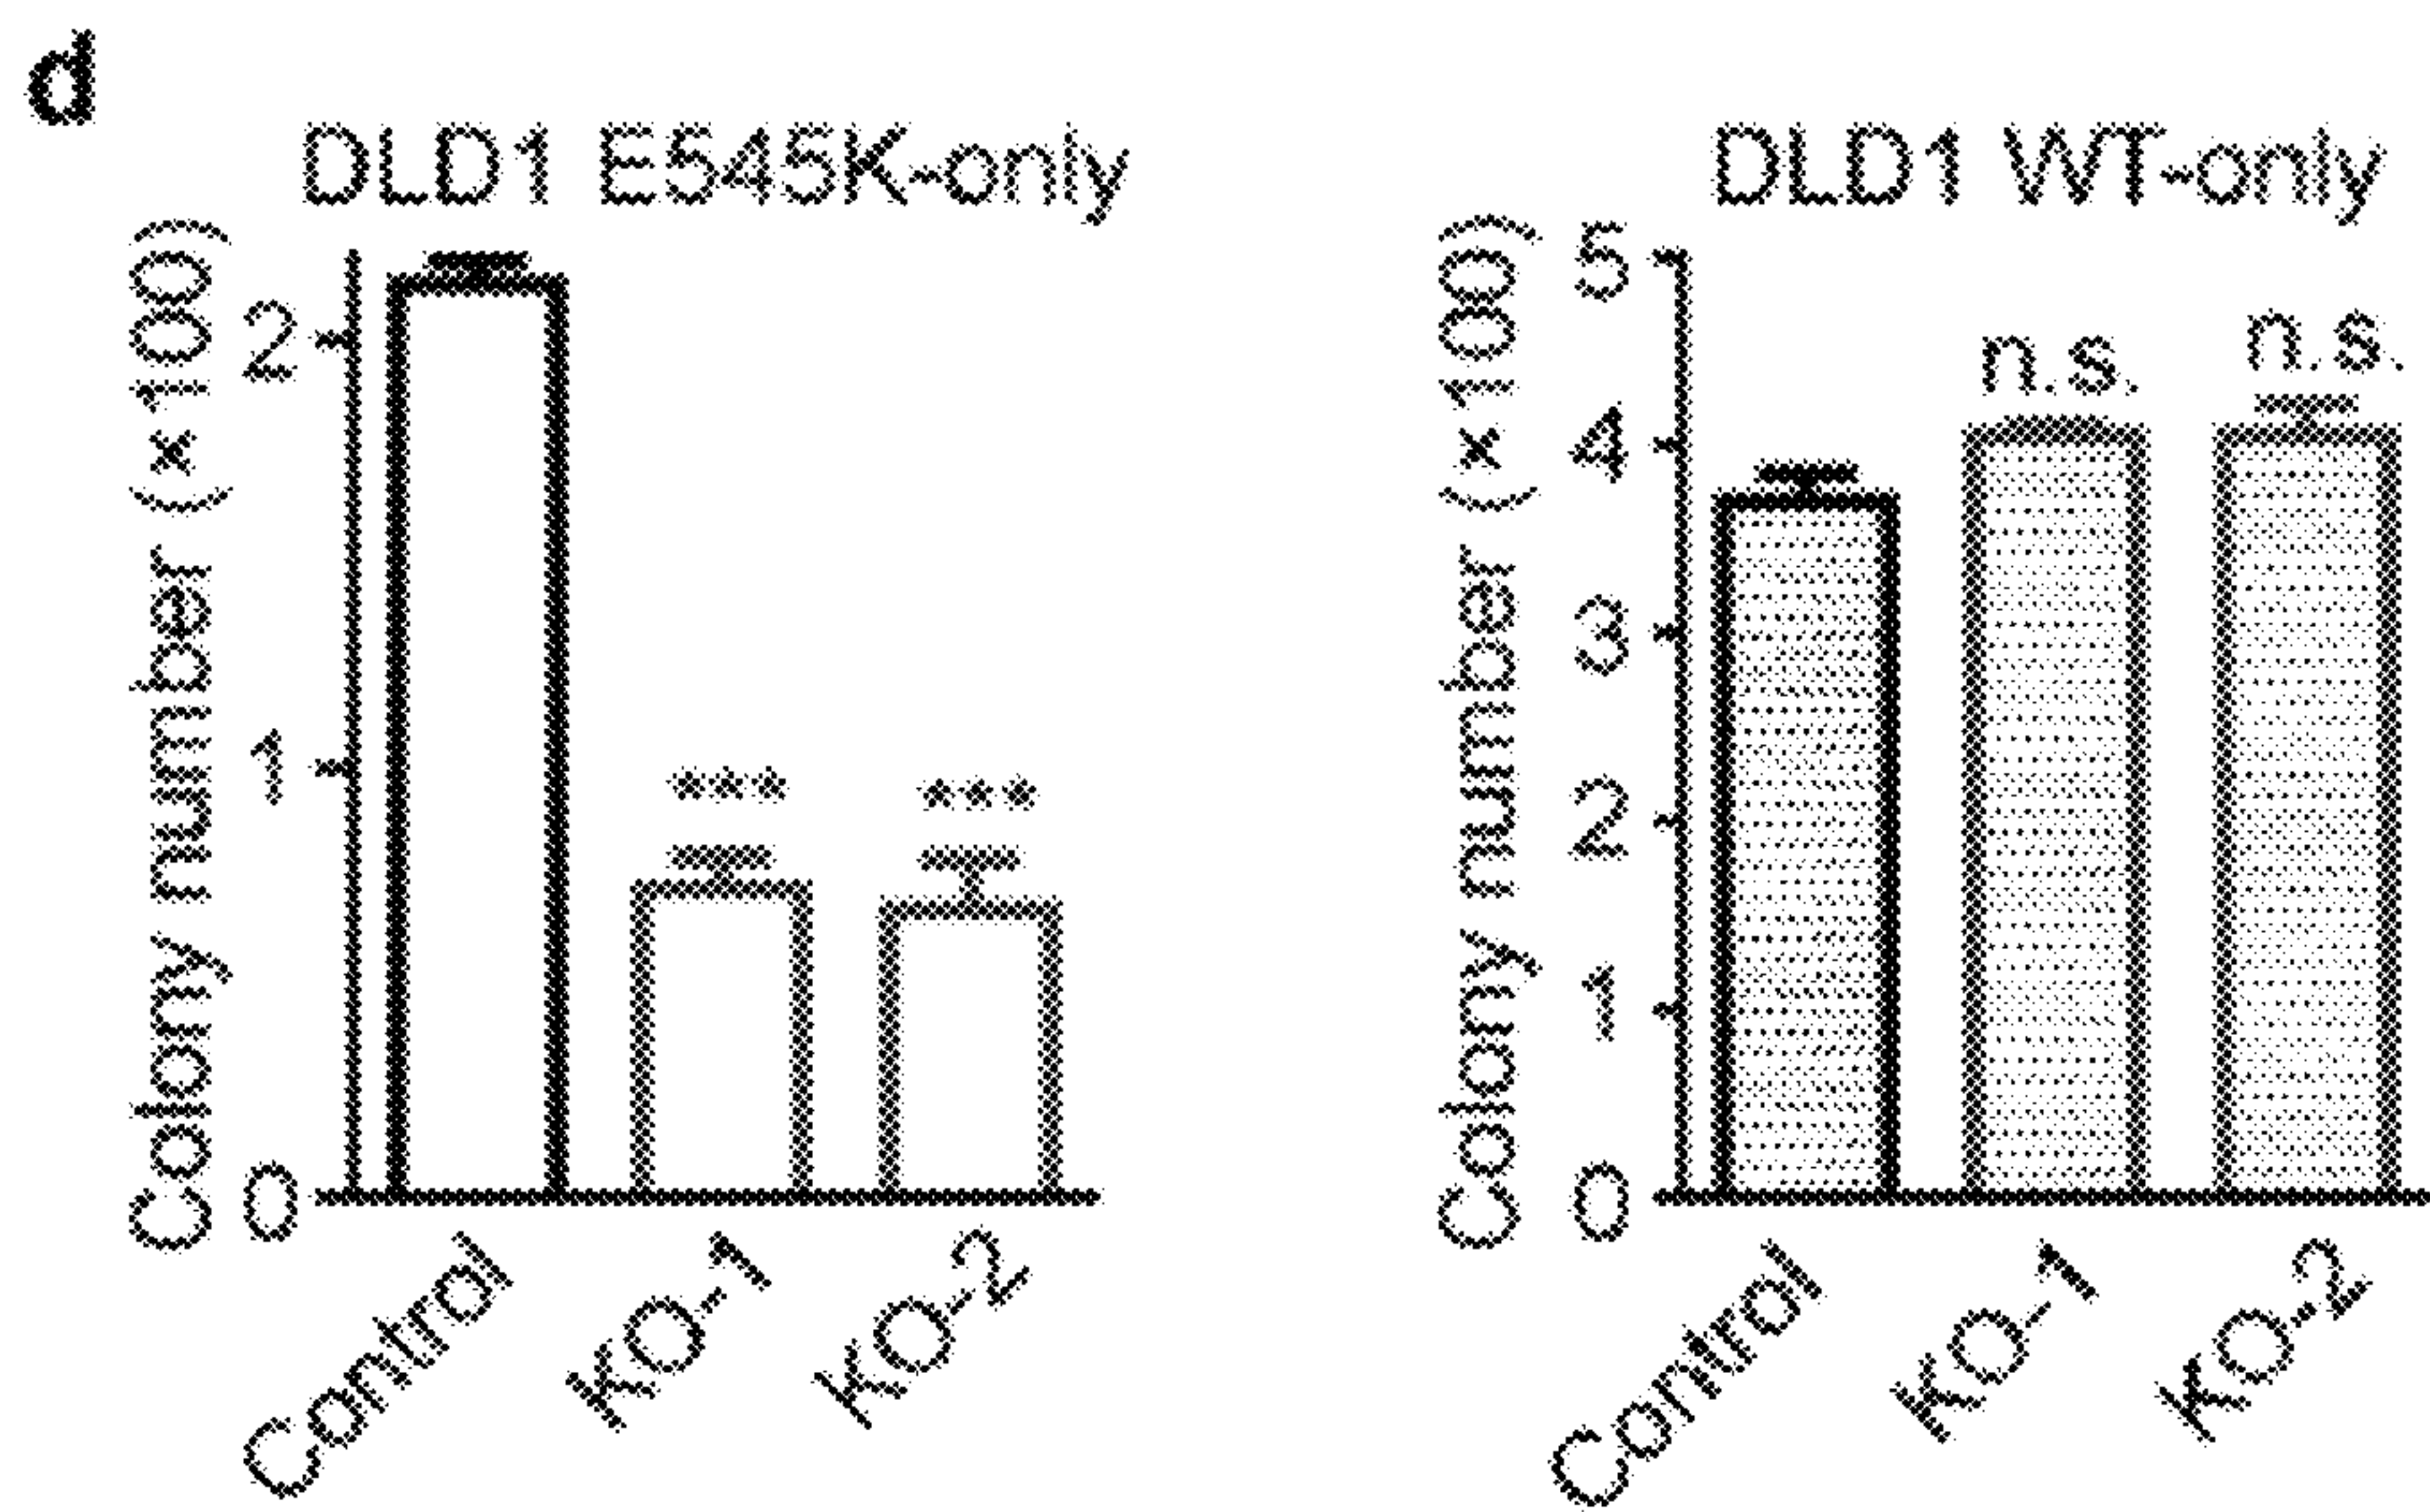 d
DLD1 E545K-only
Colony number (×100)
2
1
0
***
***
Control
KO-1
KO-2
DLD1 WT-only
Colony number (×100)
5
4
3
2
1
0
n.s.
n.s.
Control
KO-1
KO-2